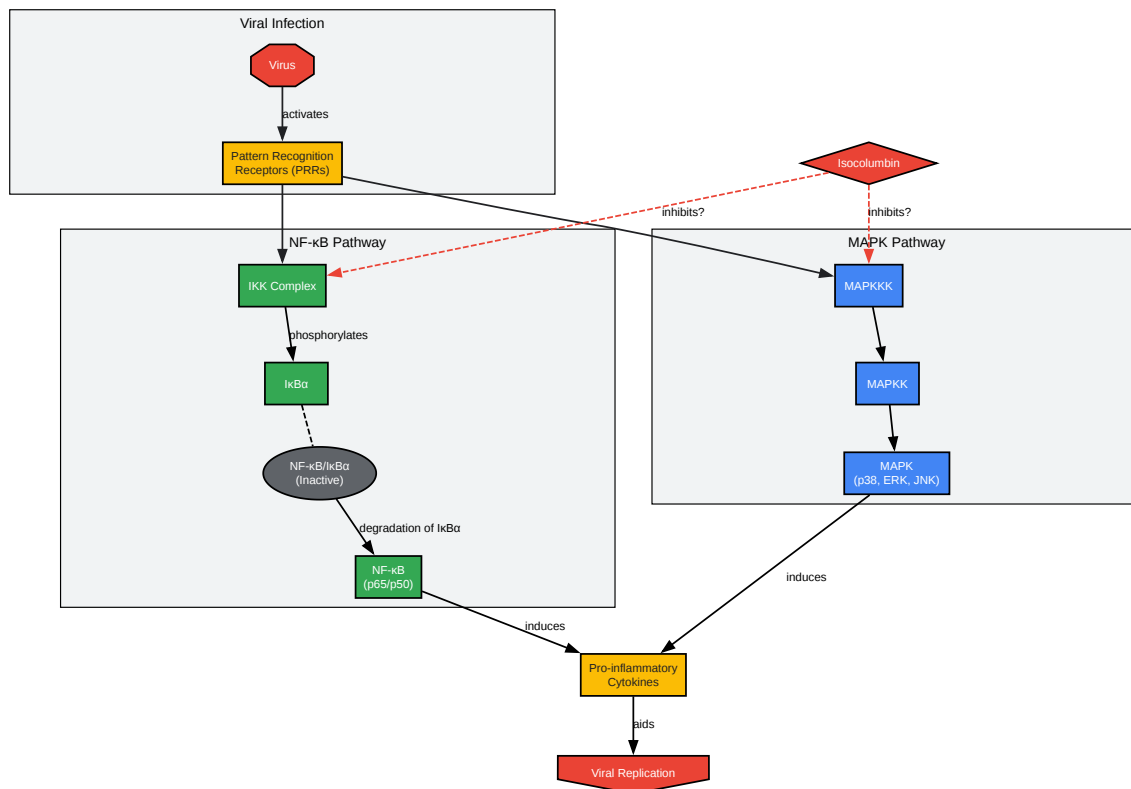 Viral Infection
Virus
activates
Pattern Recognition
Receptors (PRRs)
Isocolumbin
inhibits?
inhibits?
NF-κB Pathway
MAPK Pathway
IKK Complex
MAPKKK
phosphorylates
IκBα
MAPKK
NF-κB/IκBα
(Inactive)
MAPK
(p38, ERK, JNK)
degradation of IκBα
NF-κB
(p65/p50)
induces
induces
Pro-inflammatory
Cytokines
aids
Viral Replication